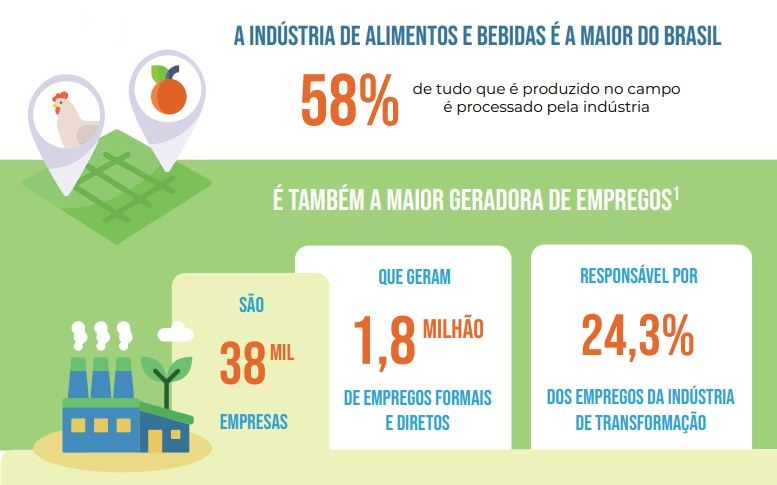 A INDÚSTRIA DE ALIMENTOS E BEBIDAS É A MAIOR DO BRASIL
58%
de tudo que é produzido no campo
é processado pela indústria
É TAMBÉM A MAIOR GERADORA DE EMPREGOS¹
SÃO
38 MIL
EMPRESAS
QUE GERAM
1,8 MILHÃO
DE EMPREGOS FORMAIS
E DIRETOS
RESPONSÁVEL POR
24,3%
DOS EMPREGOS DA INDÚSTRIA
DE TRANSFORMAÇÃO